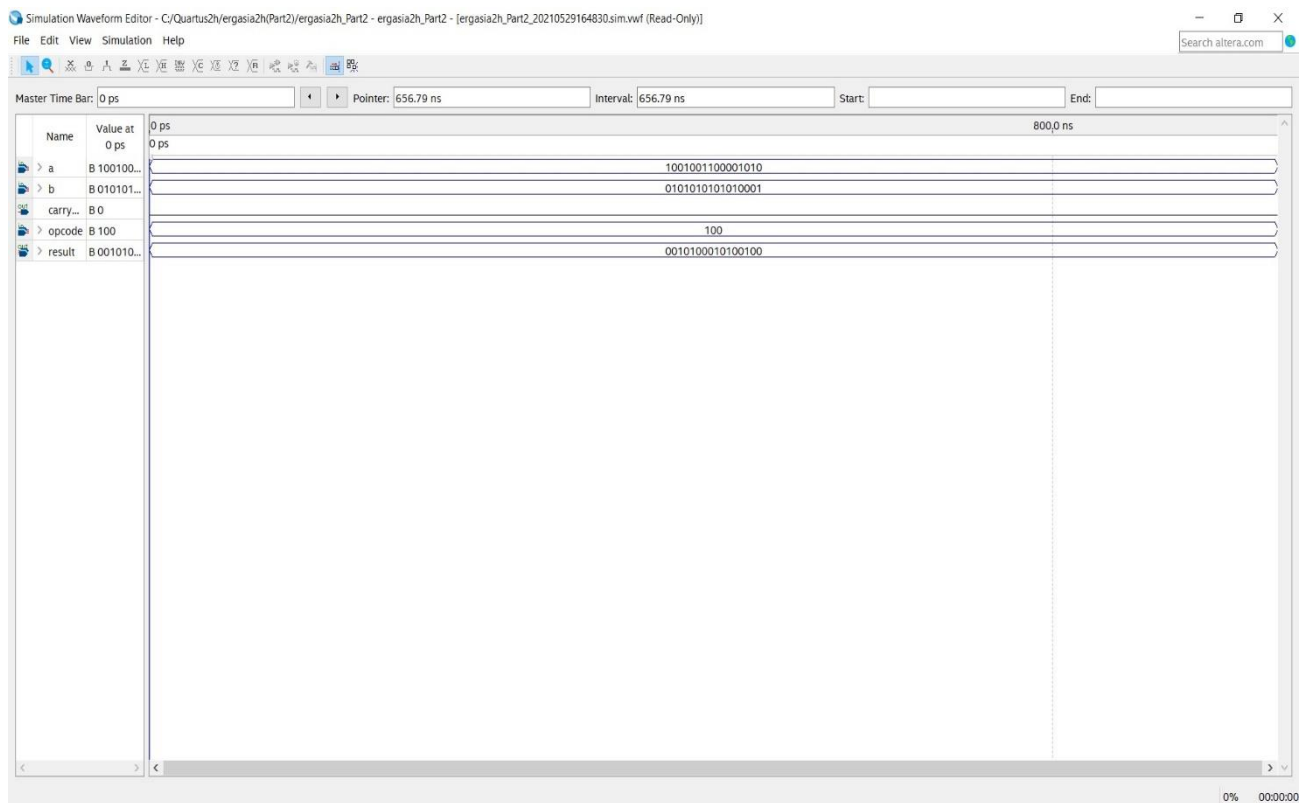 Simulation Waveform Editor - C:/Quartus2h/ergasia2h(Part2)/ergasia2h_Part2 - ergasia2h_Part2 - [ergasia2h_Part2_20210529164830.sim.vwf (Read-Only)]
File Edit View Simulation Help
Search altera.com
Master Time Bar: 0 ps Pointer: 656.79 ns Interval: 656.79 ns Start: End:
Name Value at 0 ps
0 ps 800,0 ns
0 ps
a B 100100... 1001001100001010
b B 010101... 0101010101010001
carry... B 0
opcode B 100 100
result B 001010... 0010100010100100
0% 00:00:00